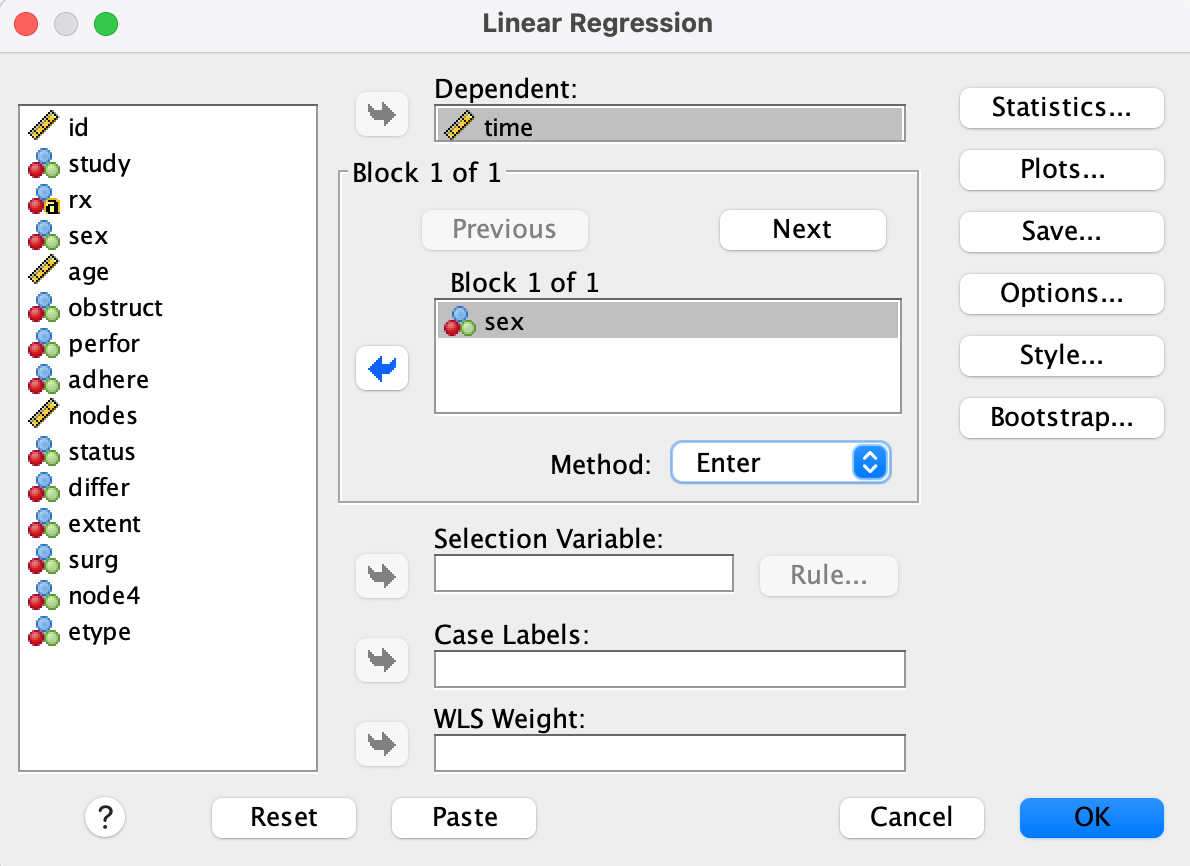 Linear Regression
id
study
a rx
sex
age
obstruct
perfor
adhere
nodes
status
differ
extent
surg
node4
etype
Dependent:
time
Block 1 of 1
Previous
Next
Block 1 of 1
sex
Method:
Enter
Selection Variable:
Rule...
Case Labels:
WLS Weight:
Statistics...
Plots...
Save...
Options...
Style...
Bootstrap...
?
Reset
Paste
Cancel
OK